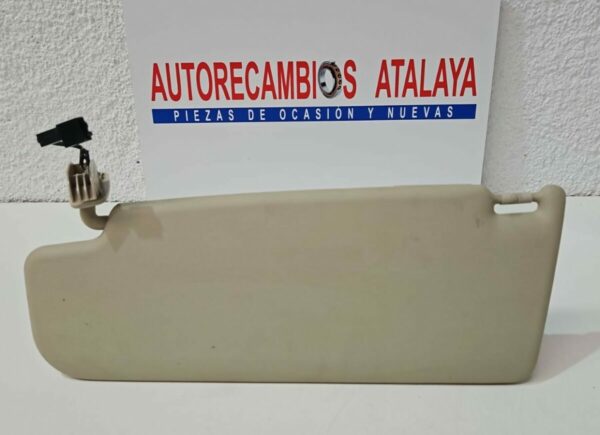 AUTORECAMBIOS ATALAYA
PIEZAS DE OCASIÓN Y NUEVAS